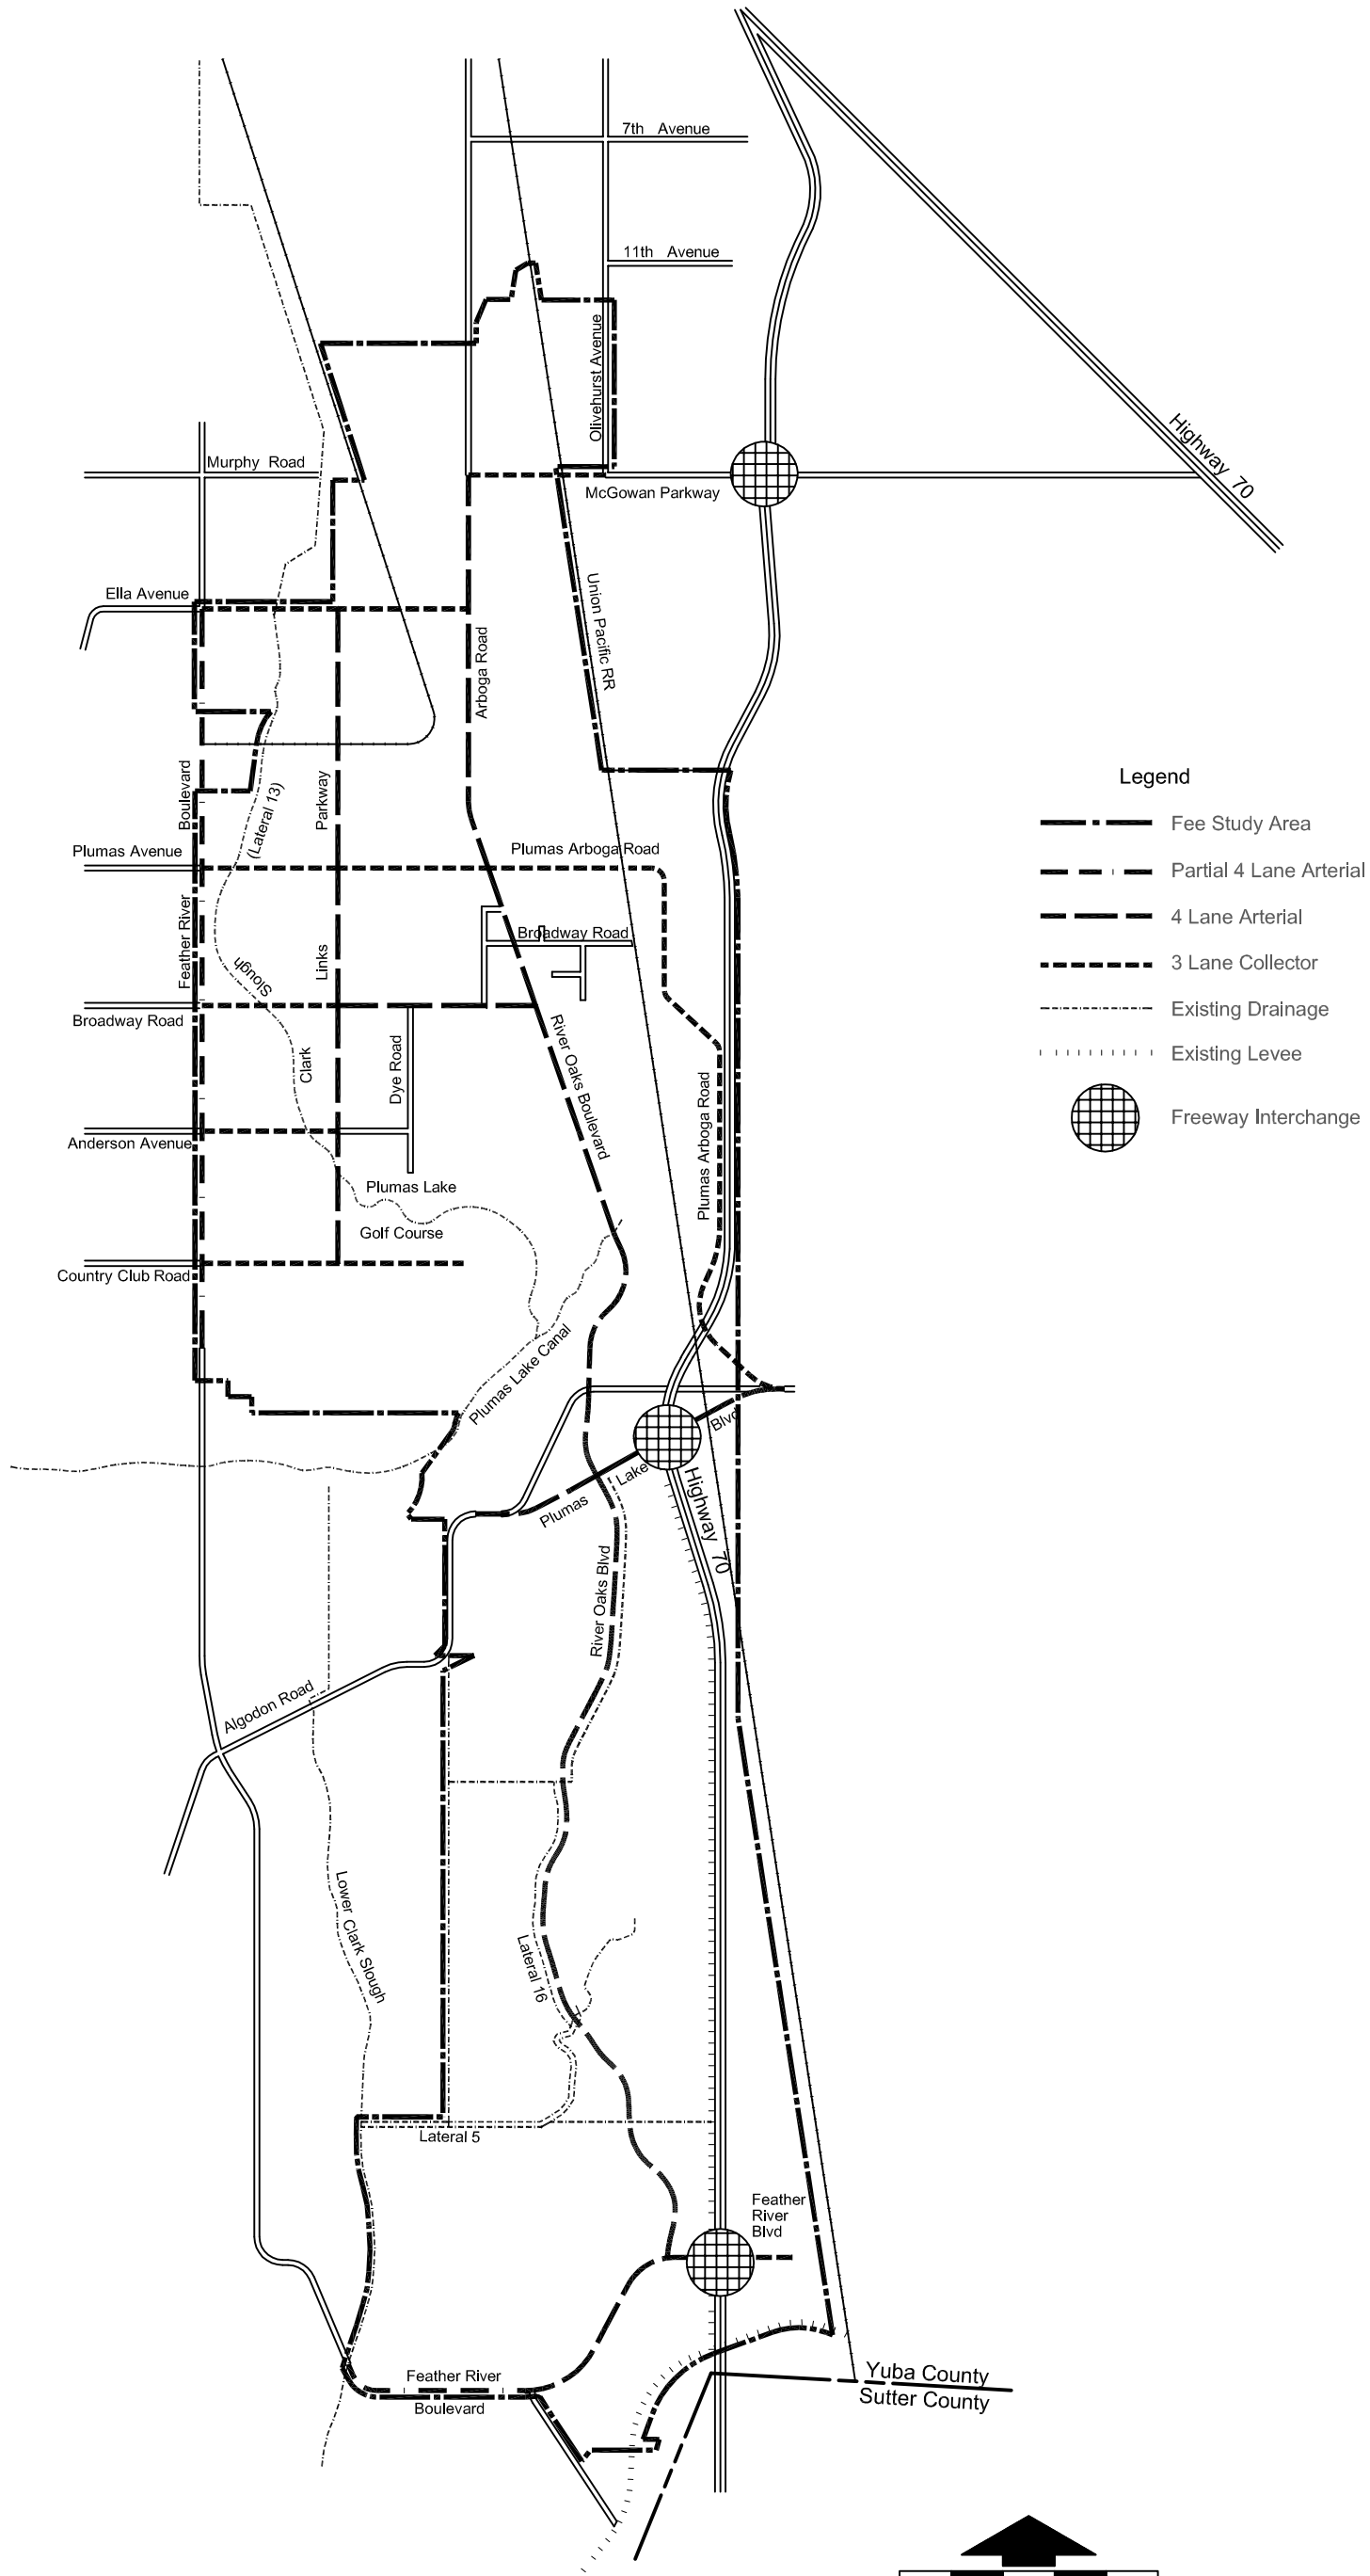 7th Avenue
11th Avenue
Olivehurst Avenue
Highway 70
Murphy Road
McGowan Parkway
Ella Avenue
Union Pacific RR
Arboga Road
Legend
Fee Study Area
Partial 4 Lane Arterial
4 Lane Arterial
3 Lane Collector
Existing Drainage
Existing Levee
Freeway Interchange
Boulevard
(Lateral 13)
Parkway
Plumas Avenue
Plumas Arboga Road
Feather River
Slough
Links
Broadway Road
Broadway Road
River Oaks Boulevard
Clark
Dye Road
Plumas Arboga Road
Anderson Avenue
Plumas Lake
Golf Course
Country Club Road
Plumas Lake Canal
Blvd
Lake
Plumas
Highway 70
River Oaks Blvd
Algodon Road
Lower Clark Slough
Lateral 16
Lateral 5
Feather
River
Blvd
Feather River
Boulevard
Yuba County
Sutter County